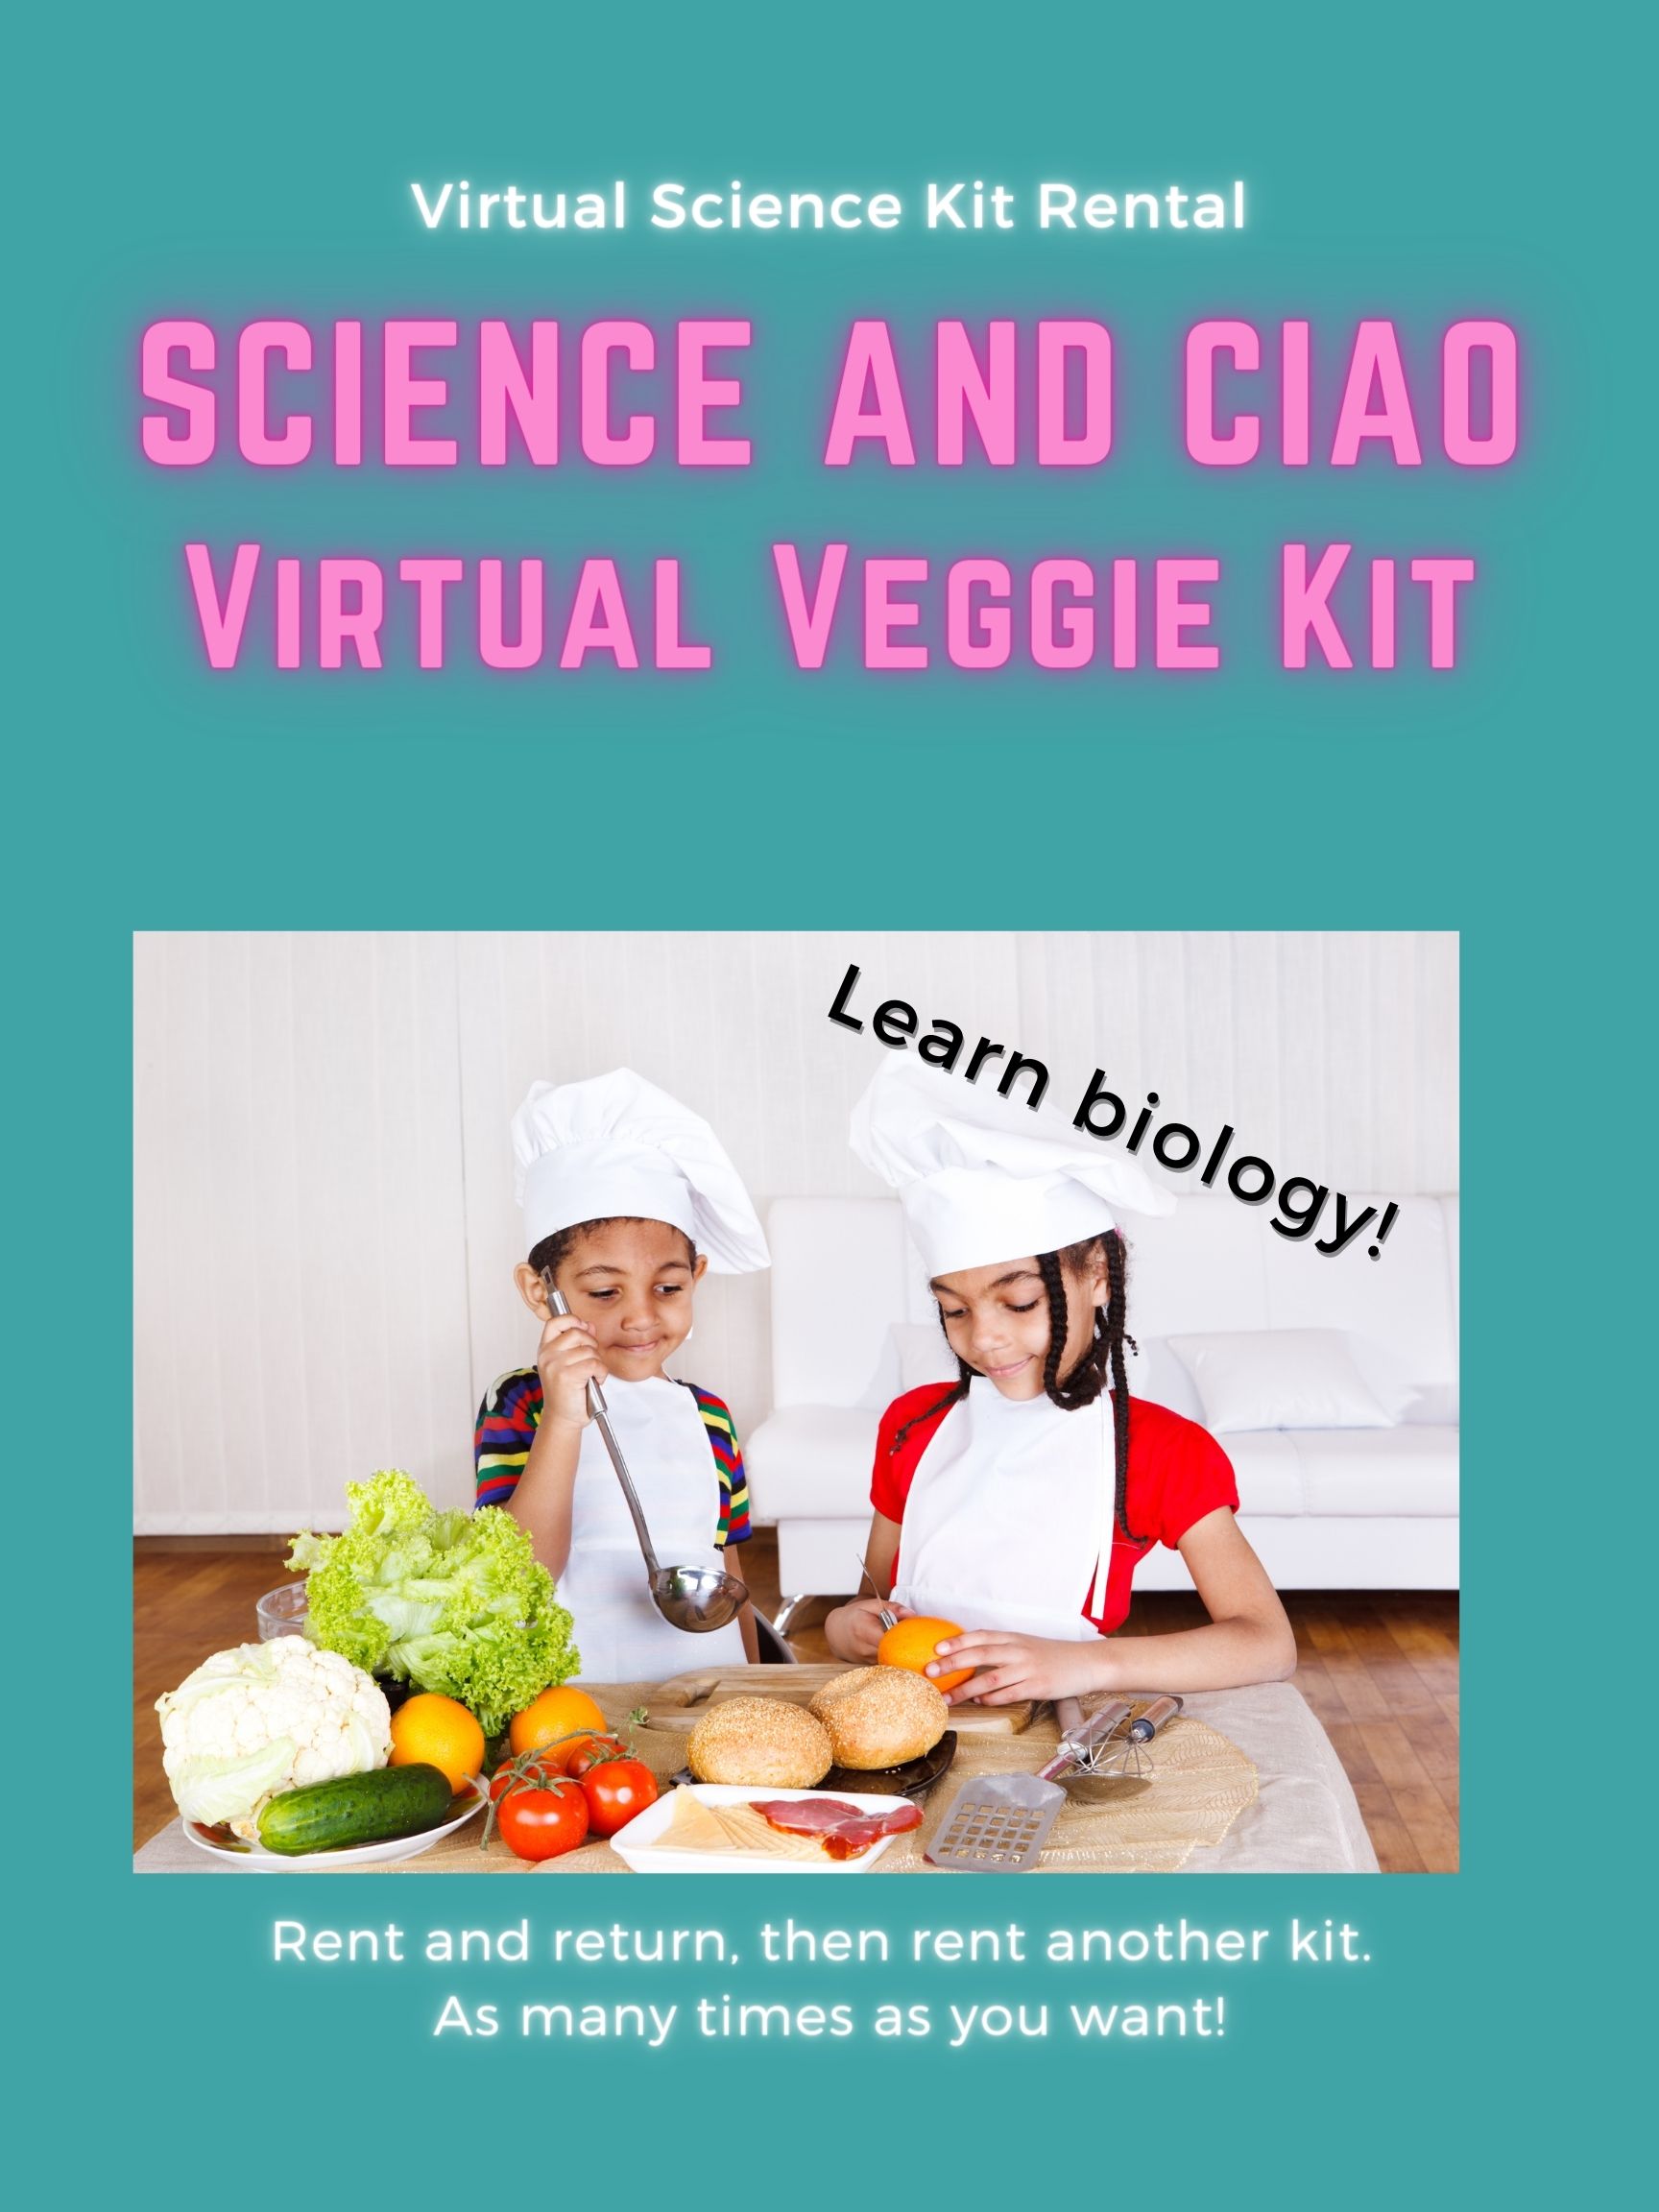 Virtual Science Kit Rental
SCIENCE AND CIAO
VIRTUAL VEGGIE KIT
Learn biology!
Rent and return, then rent another kit.
As many times as you want!